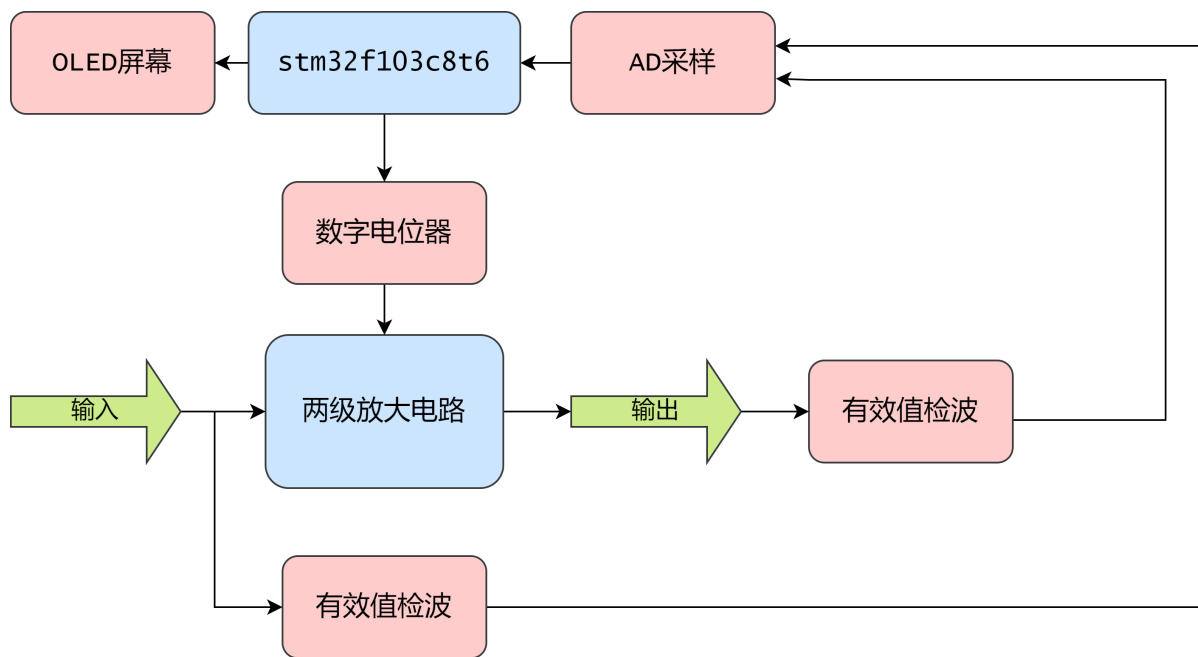 OLED屏幕
stm32f103c8t6
AD采样
数字电位器
输入
两级放大电路
输出
有效值检波
有效值检波